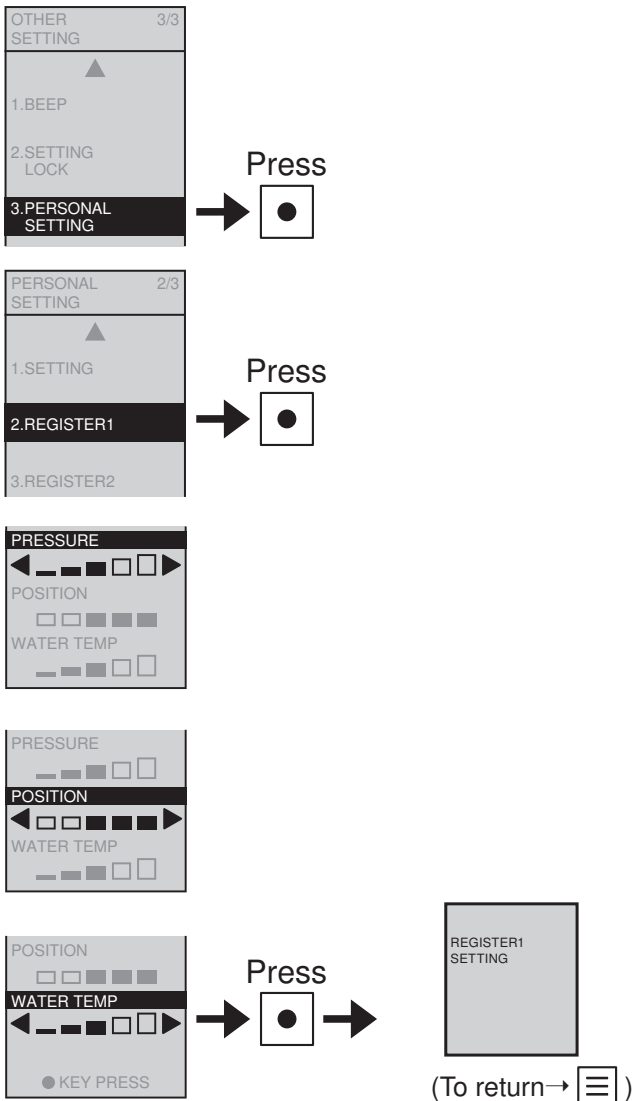 OTHER 3/3
SETTING
1.BEEP
2.SETTING
LOCK
3.PERSONAL
SETTING
Press
PERSONAL 2/3
SETTING
1.SETTING
2.REGISTER1
3.REGISTER2
Press
PRESSURE
POSITION
WATER TEMP
PRESSURE
POSITION
WATER TEMP
POSITION
WATER TEMP
● KEY PRESS
Press
REGISTER1
SETTING
(To return→ )